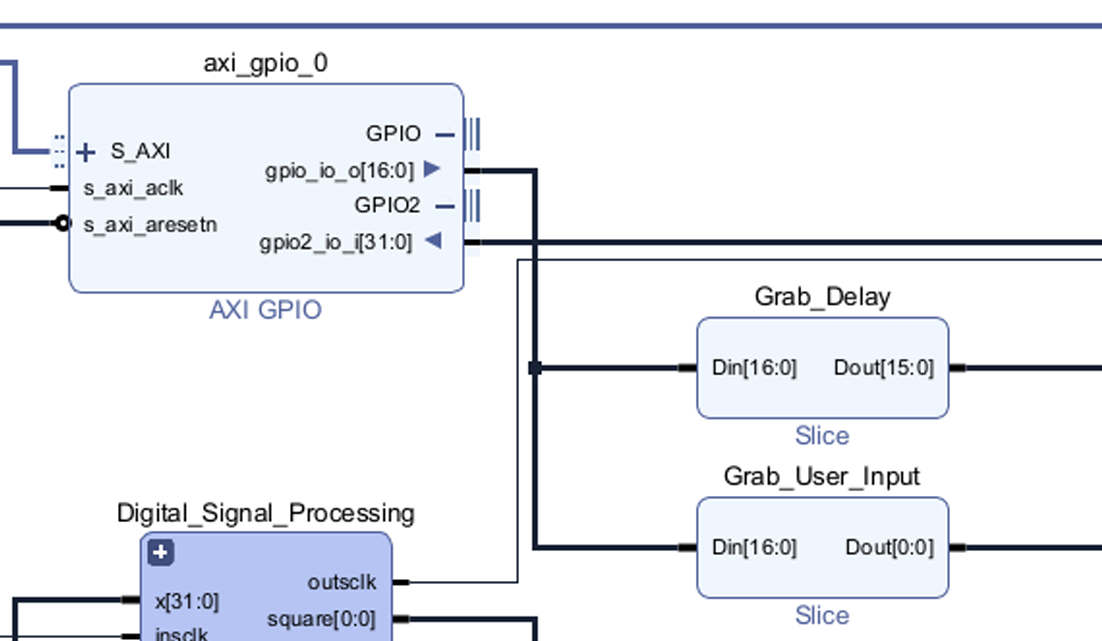 axi_gpio_0
GPIO
S_AXI
gpio_io_o[16:0]
s_axi_aclk
GPIO2
s_axi_aresetn
gpio2_io_i[31:0]
AXI GPIO
Grab_Delay
Din[16:0] Dout[15:0]
Slice
Grab_User_Input
Din[16:0] Dout[0:0]
Slice
Digital_Signal_Processing
outsclk
x[31:0]
square[0:0]
insclk